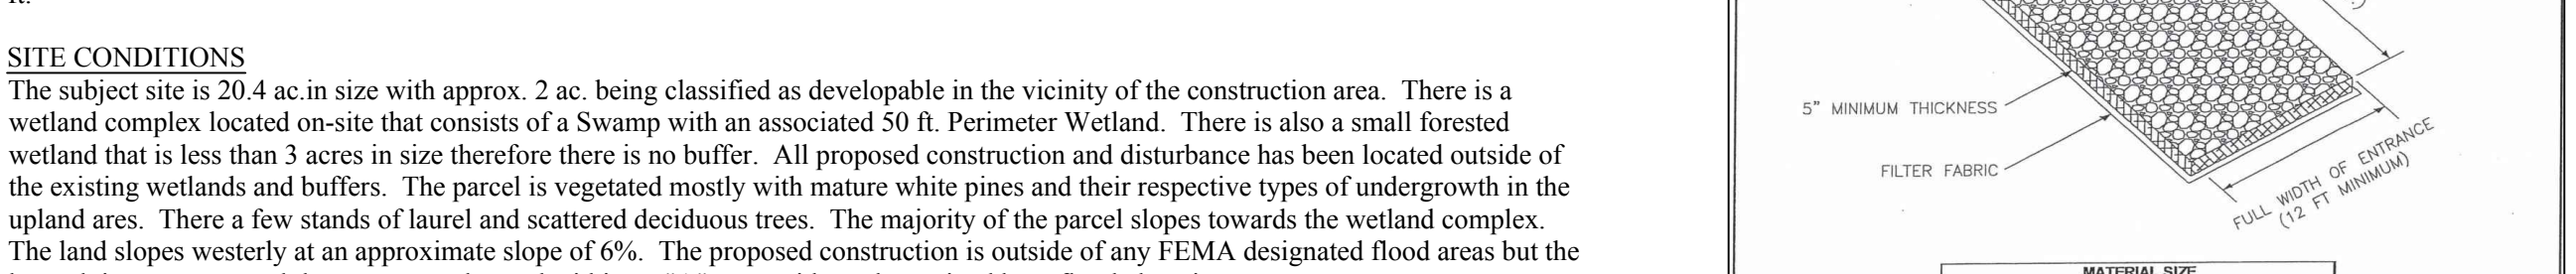 ft.
SITE CONDITIONS
The subject site is 20.4 ac.in size with approx. 2 ac. being classified as developable in the vicinity of the construction area.  There is a
wetland complex located on-site that consists of a Swamp with an associated 50 ft. Perimeter Wetland.  There is also a small forested
wetland that is less than 3 acres in size therefore there is no buffer.  All proposed construction and disturbance has been located outside of
the existing wetlands and buffers.  The parcel is vegetated mostly with mature white pines and their respective types of undergrowth in the
upland ares.  There a few stands of laurel and scattered deciduous trees.  The majority of the parcel slopes towards the wetland complex.
The land slopes westerly at an approximate slope of 6%.  The proposed construction is outside of any FEMA designated flood areas but the
5" MINIMUM THICKNESS
FILTER FABRIC
FULL WIDTH OF ENTRANCE
(12 FT MINIMUM)
MATERIAL SIZE